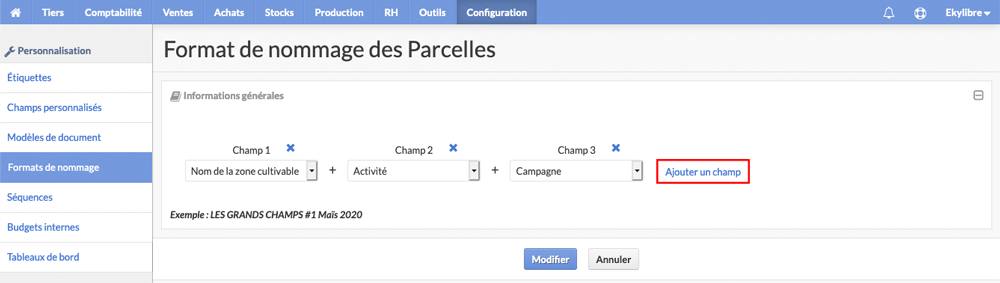 Tiers Comptabilité Ventes Achats Stocks Production RH Outils Configuration Ekylibre
Personnalisation
Étiquettes
Champs personnalisés
Modèles de document
Formats de nommage
Séquences
Budgets internes
Tableaux de bord
Format de nommage des Parcelles
Informations générales
Champ 1 Champ 2 Champ 3
Nom de la zone cultivable + Activité + Campagne Ajouter un champ
Exemple : LES GRANDS CHAMPS #1 Maïs 2020
Modifier Annuler